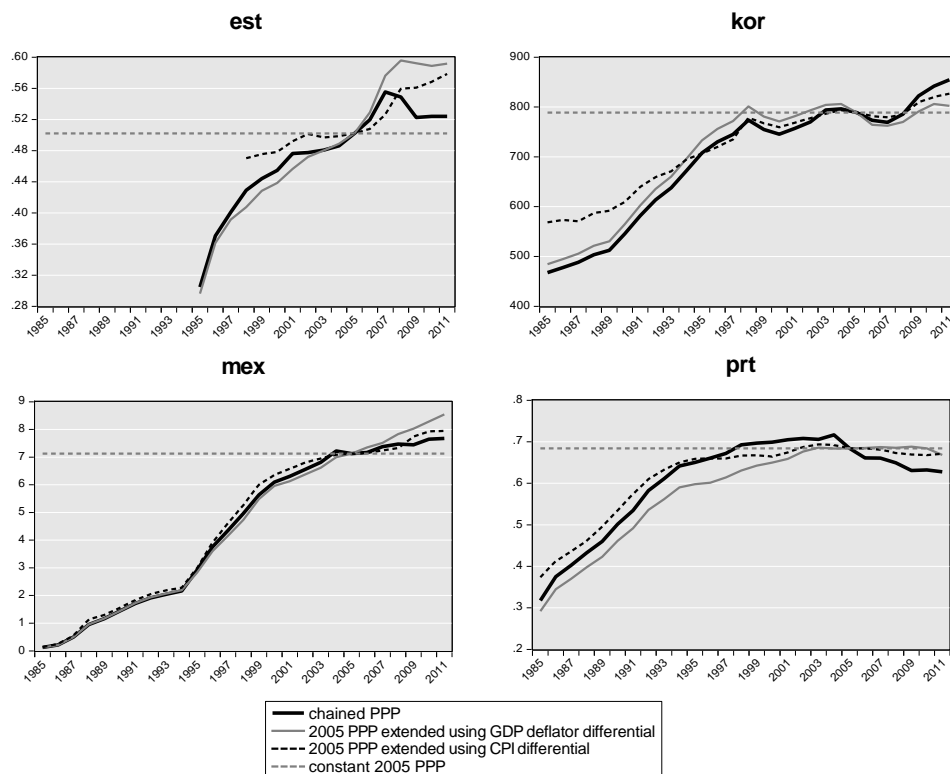 est
.60
.56
.52
.48
.44
.40
.36
.32
.28
1985 1987 1989 1991 1993 1995 1997 1999 2001 2003 2005 2007 2009 2011
kor
900
800
700
600
500
400
1985 1987 1989 1991 1993 1995 1997 1999 2001 2003 2005 2007 2009 2011
mex
9
8
7
6
5
4
3
2
1
0
1985 1987 1989 1991 1993 1995 1997 1999 2001 2003 2005 2007 2009 2011
prt
.8
.7
.6
.5
.4
.3
.2
1985 1987 1989 1991 1993 1995 1997 1999 2001 2003 2005 2007 2009 2011
chained PPP
2005 PPP extended using GDP deflator differential
2005 PPP extended using CPI differential
constant 2005 PPP